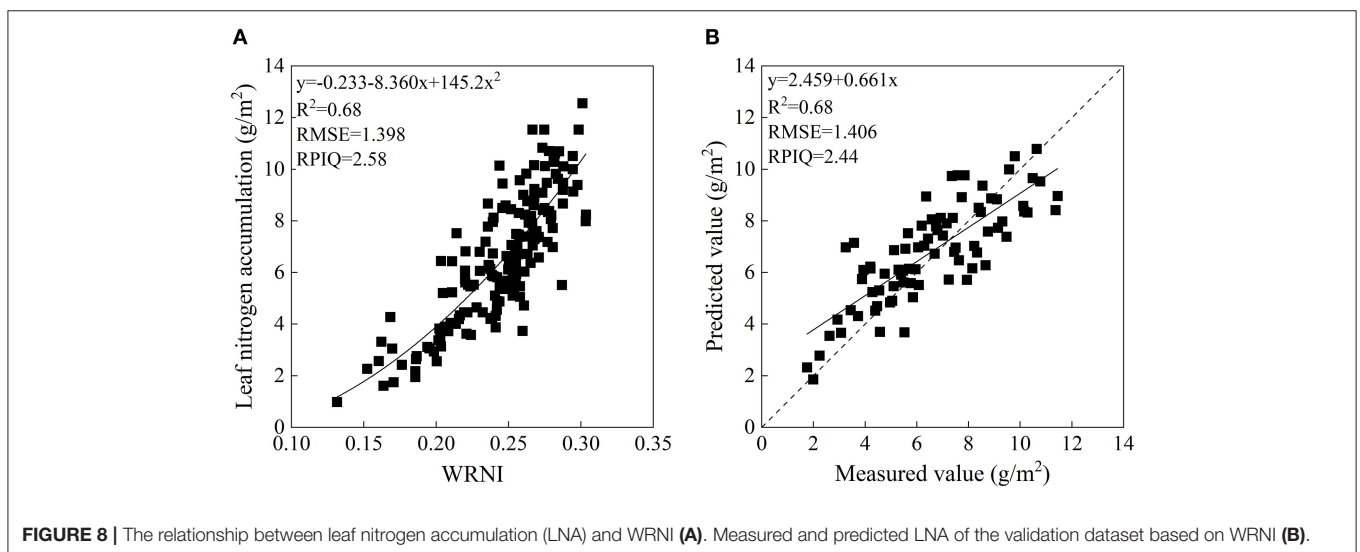 A
y=-0.233-8.360x+145.2x²
R²=0.68
RMSE=1.398
RPIQ=2.58
Leaf nitrogen accumulation (g/m²)
14
12
10
8
6
4
2
0
0.10 0.15 0.20 0.25 0.30 0.35
WRNI
B
y=2.459+0.661x
R²=0.68
RMSE=1.406
RPIQ=2.44
Predicted value (g/m²)
14
12
10
8
6
4
2
0
0 2 4 6 8 10 12 14
Measured value (g/m²)
FIGURE 8 | The relationship between leaf nitrogen accumulation (LNA) and WRNI (A). Measured and predicted LNA of the validation dataset based on WRNI (B).